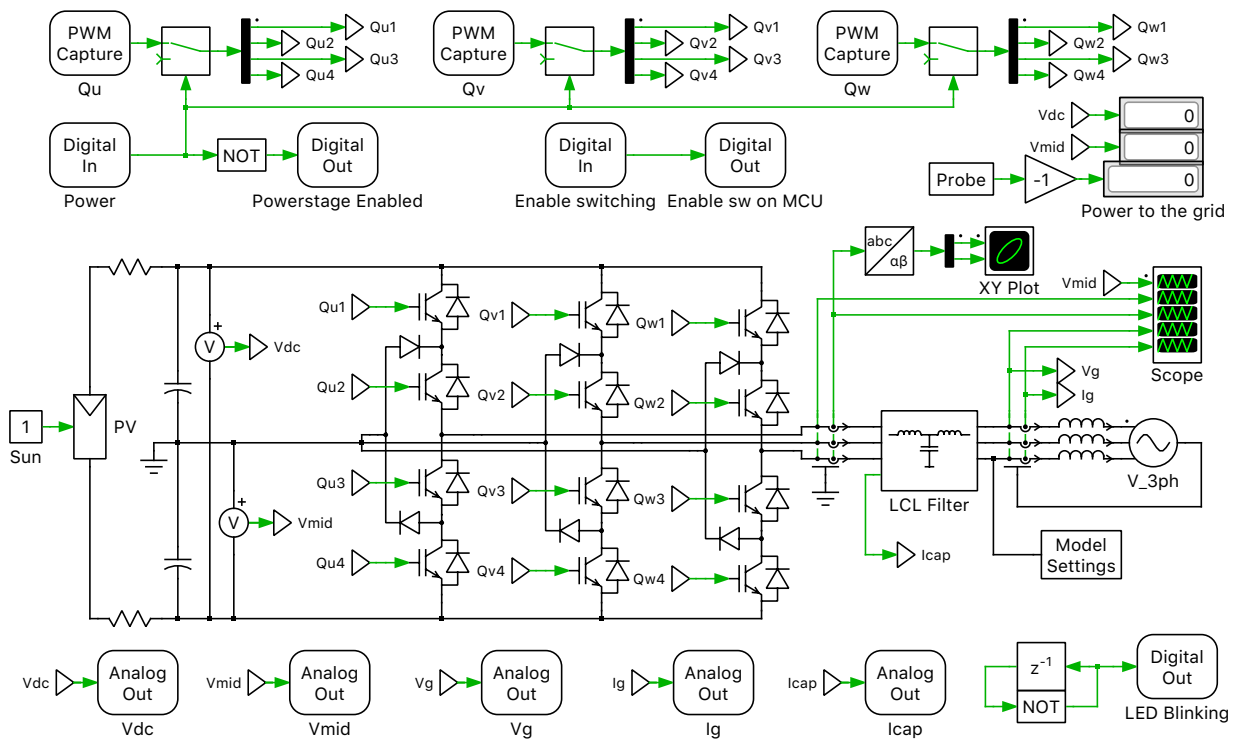 PWM
Capture
Qu
Qu1
Qu2
Qu3
Qu4
PWM
Capture
Qv
Qv1
Qv2
Qv3
Qv4
PWM
Capture
Qw
Qw1
Qw2
Qw3
Qw4
Digital
In
Power
NOT
Digital
Out
Powerstage Enabled
Digital
In
Enable switching
Digital
Out
Enable sw on MCU
Vdc
0
Vmid
0
Probe
-1
0
Power to the grid
abc
αβ
XY Plot
Vmid
Scope
Vg
Ig
1
Sun
PV
+
V
Vdc
+
V
Vmid
Qu1
Qu2
Qu3
Qu4
Qv1
Qv2
Qv3
Qv4
Qw1
Qw2
Qw3
Qw4
LCL Filter
V_3ph
Icap
Model
Settings
Vdc
Analog
Out
Vdc
Vmid
Analog
Out
Vmid
Vg
Analog
Out
Vg
Ig
Analog
Out
Ig
Icap
Analog
Out
Icap
z-1
NOT
Digital
Out
LED Blinking